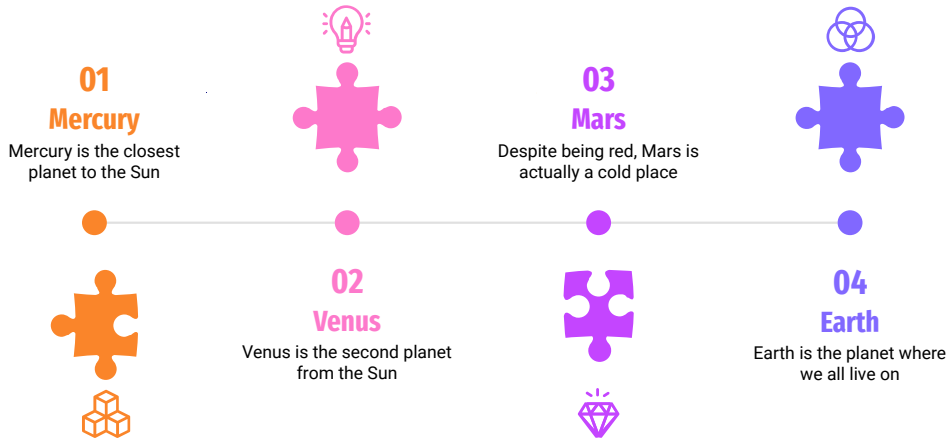 01
Mercury
Mercury is the closest
planet to the Sun
02
Venus
Venus is the second planet
from the Sun
03
Mars
Despite being red, Mars is
actually a cold place
04
Earth
Earth is the planet where
we all live on